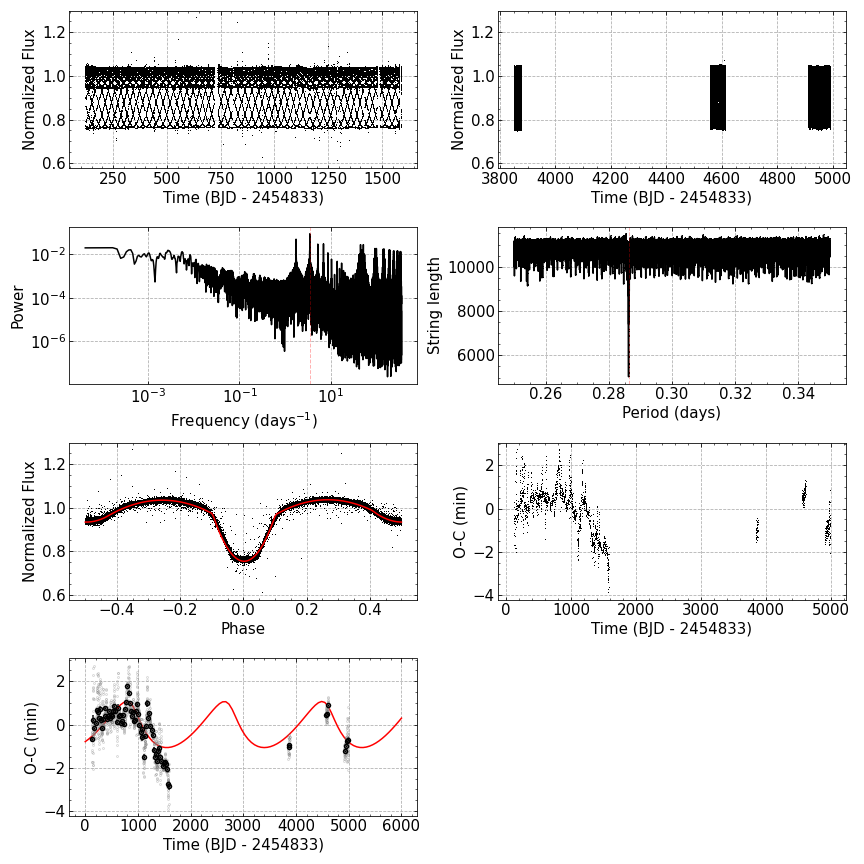 Normalized Flux
1.2
1.0
0.8
0.6
250 500 750 1000 1250 1500
Time (BJD - 2454833)
Normalized Flux
1.2
1.0
0.8
0.6
3800 4000 4200 4400 4600 4800 5000
Time (BJD - 2454833)
Power
10⁻²
10⁻⁴
10⁻⁶
10⁻³ 10⁻¹ 10¹
Frequency (days⁻¹)
String length
10000
8000
6000
0.26 0.28 0.30 0.32 0.34
Period (days)
Normalized Flux
1.2
1.0
0.8
0.6
−0.4 −0.2 0.0 0.2 0.4
Phase
O-C (min)
2
0
−2
−4
0 1000 2000 3000 4000 5000
Time (BJD - 2454833)
O-C (min)
2
0
−2
−4
0 1000 2000 3000 4000 5000 6000
Time (BJD - 2454833)